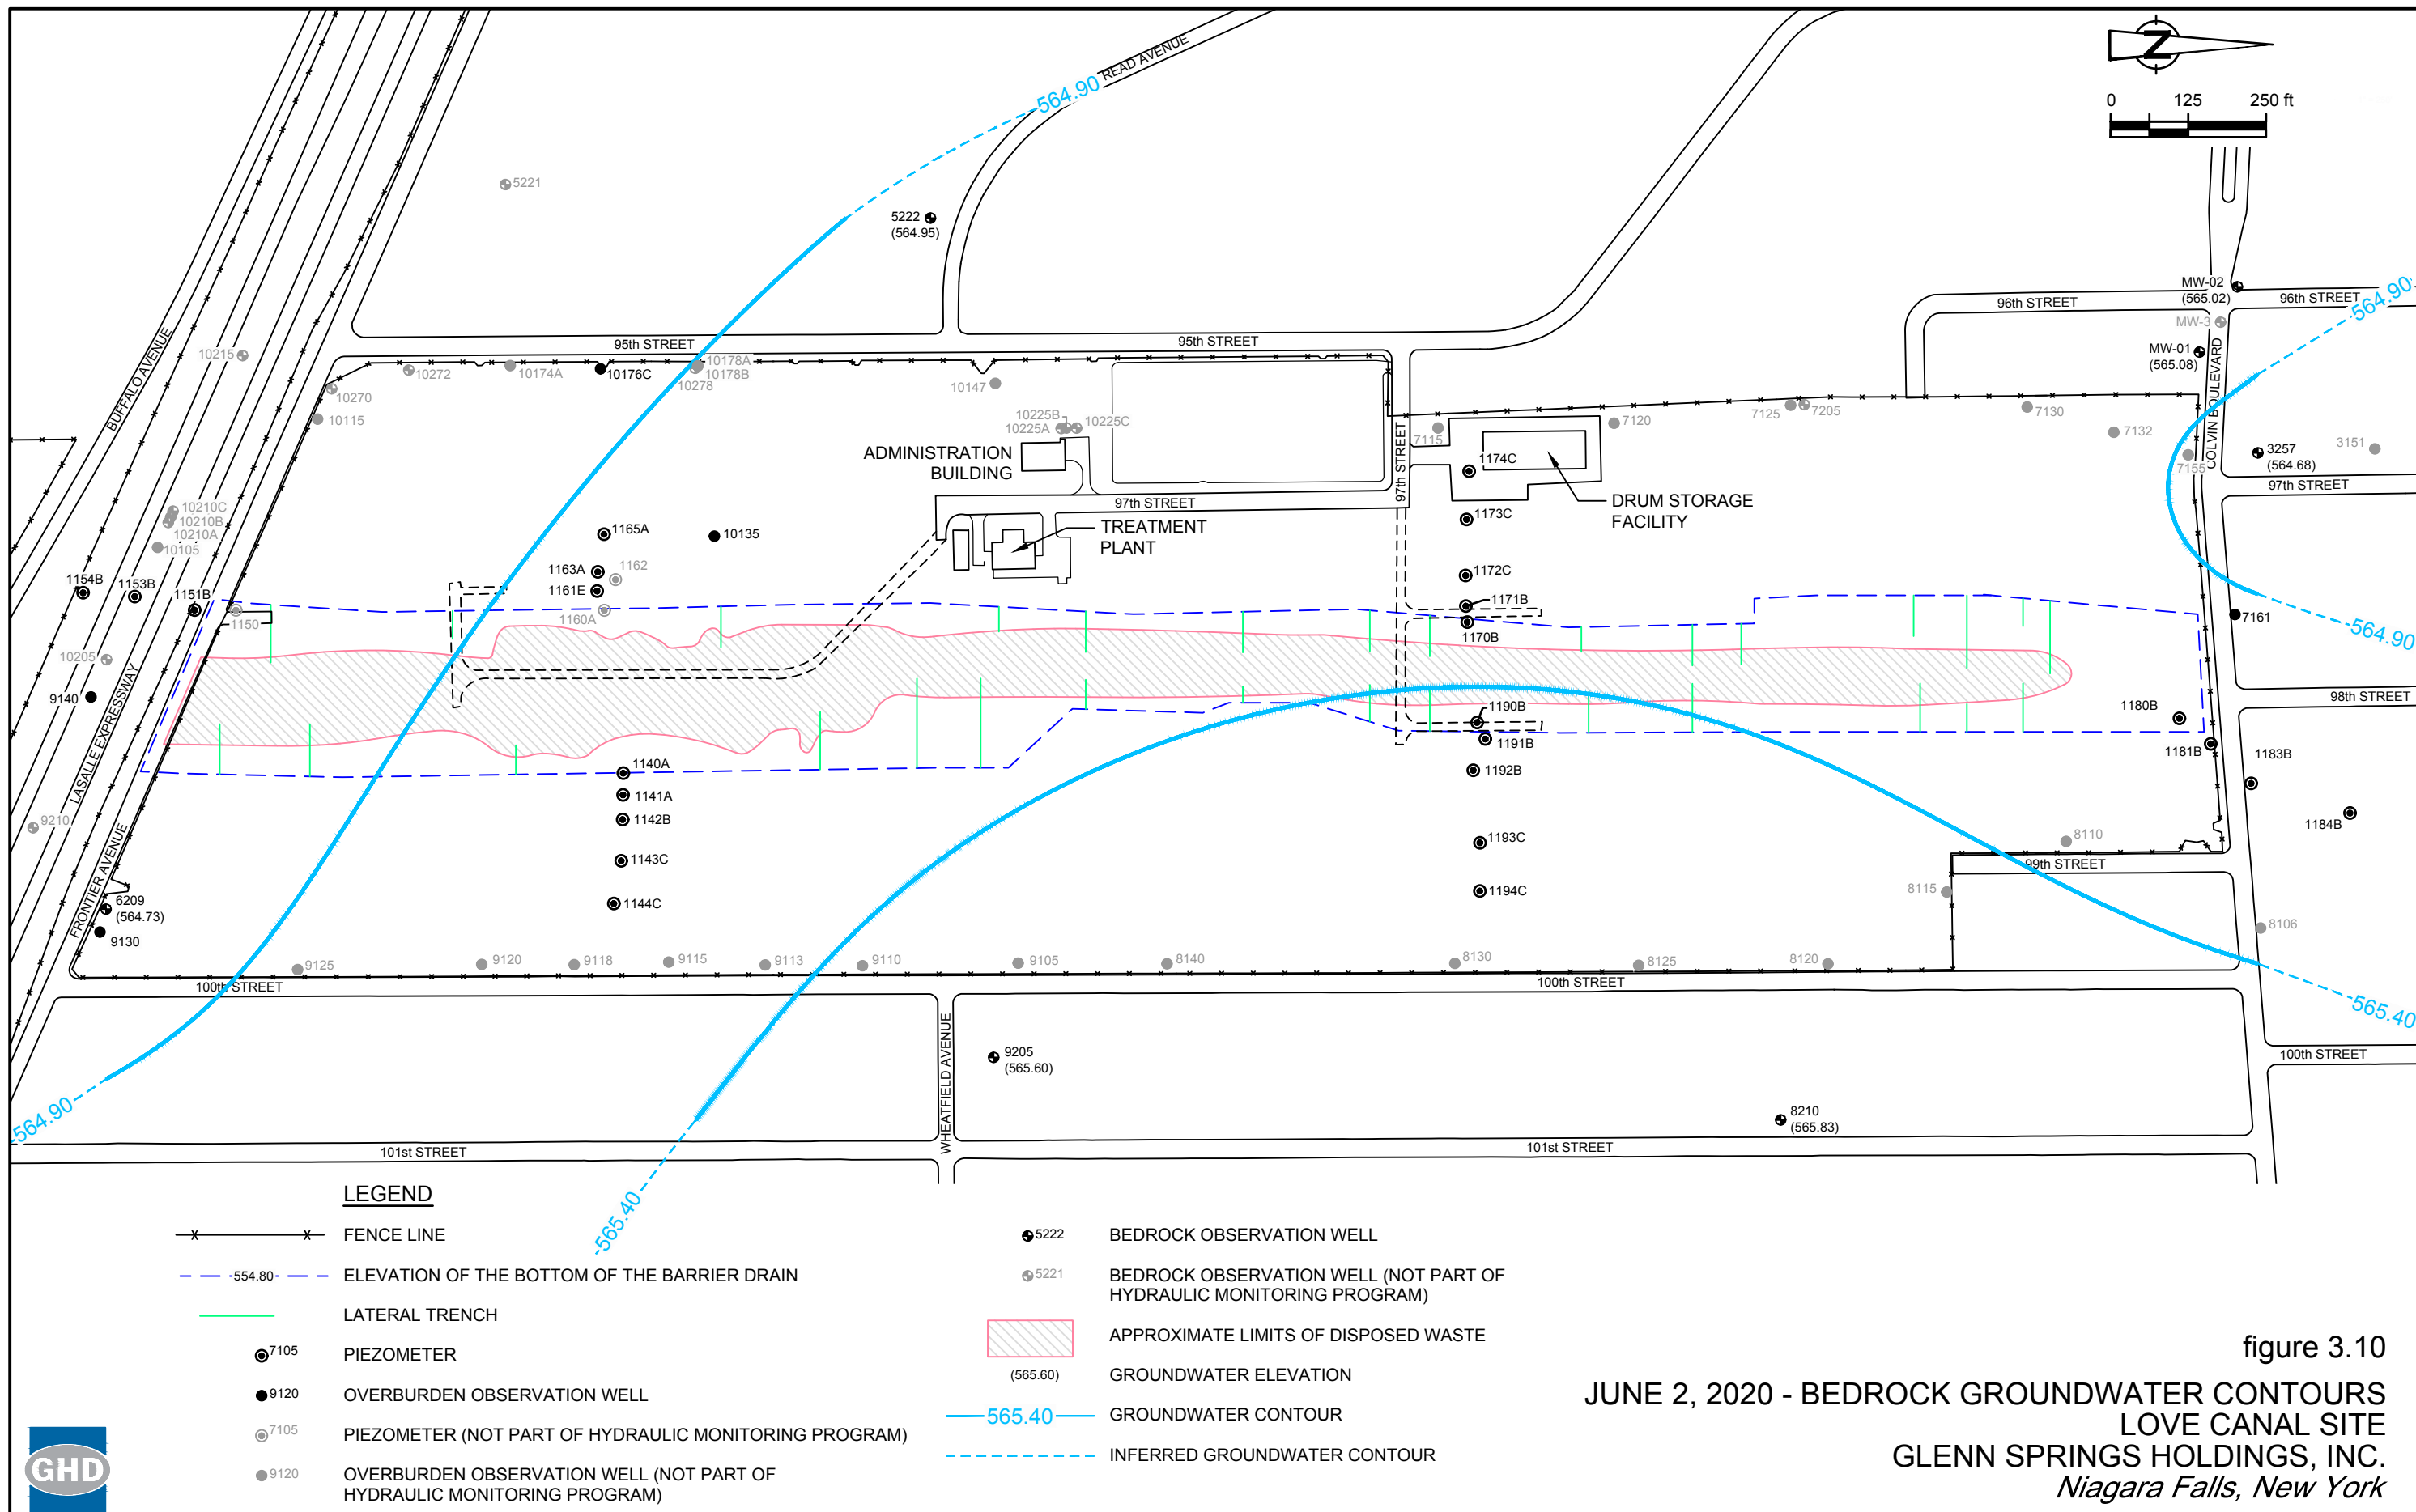 READ AVENUE
564.90
N
0 125 250 ft
5221
5222
(564.95)
MW-02
(565.02)
96th STREET
96th STREET
564.90
MW-3
MW-01
(565.08)
COLVIN BOULEVARD
BUFFALO AVENUE
10215
95th STREET
95th STREET
10272
10174A
10176C
10178A
10178B
10278
10270
10115
10147
10225B
10225A
10225C
ADMINISTRATION
BUILDING
7115
97th STREET
7120
7125
7205
7130
7132
7155
3257
(564.68)
3151
97th STREET
1174C
DRUM STORAGE
FACILITY
97th STREET
1173C
TREATMENT
PLANT
10210C
10210B
10210A
10105
1165A
10135
1163A
1162
1161E
1160A
1172C
1171B
1170B
1154B
1153B
1151B
1150
7161
564.90
10205
9140
LASALLE EXPRESSWAY
98th STREET
1190B
1191B
1192B
1180B
1181B
1183B
1184B
1140A
1141A
1142B
1143C
1144C
1193C
1194C
9210
FRONTIER AVENUE
6209
(564.73)
9130
8110
99th STREET
8115
8106
9125
9120
9118
9115
9113
9110
9105
8140
8130
8125
8120
100th STREET
100th STREET
565.40
100th STREET
WHEATFIELD AVENUE
9205
(565.60)
8210
(565.83)
564.90
101st STREET
101st STREET
565.40
LEGEND
FENCE LINE
554.80 ELEVATION OF THE BOTTOM OF THE BARRIER DRAIN
LATERAL TRENCH
7105 PIEZOMETER
9120 OVERBURDEN OBSERVATION WELL
7105 PIEZOMETER (NOT PART OF HYDRAULIC MONITORING PROGRAM)
9120 OVERBURDEN OBSERVATION WELL (NOT PART OF
HYDRAULIC MONITORING PROGRAM)
5222 BEDROCK OBSERVATION WELL
5221 BEDROCK OBSERVATION WELL (NOT PART OF
HYDRAULIC MONITORING PROGRAM)
APPROXIMATE LIMITS OF DISPOSED WASTE
(565.60) GROUNDWATER ELEVATION
565.40 GROUNDWATER CONTOUR
INFERRED GROUNDWATER CONTOUR
GHD
figure 3.10
JUNE 2, 2020 - BEDROCK GROUNDWATER CONTOURS
LOVE CANAL SITE
GLENN SPRINGS HOLDINGS, INC.
Niagara Falls, New York